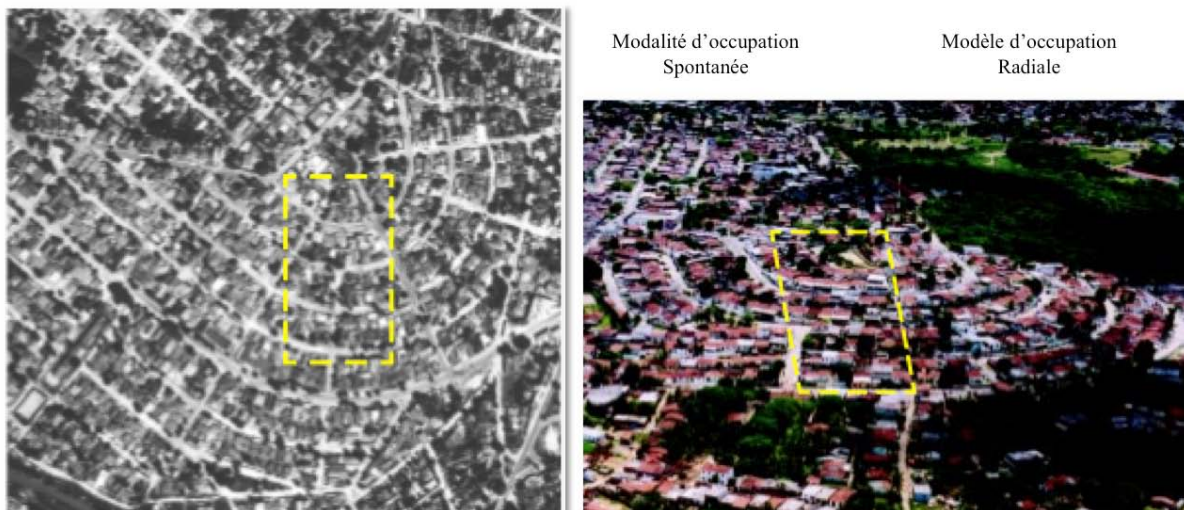 Modalité d'occupation
Spontanée
Modèle d'occupation
Radiale